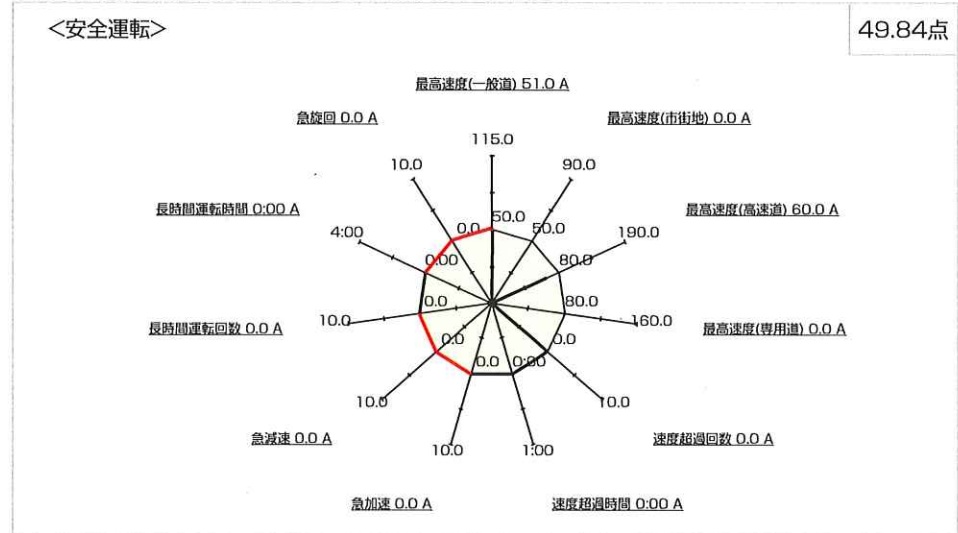 <安全運転>
49.84点
最高速度(一般道) 51.0 A
急旋回 0.0 A
最高速度(市街地) 0.0 A
115.0
10.0
90.0
長時間運転時間 0:00 A
最高速度(高速道) 60.0 A
4:00
0.0
50.0
50.0
190.0
0:00
80.0
長時間運転回数 0.0 A
10.0
0.0
80.0
160.0
最高速度(専用道) 0.0 A
0.0
0.0
0.0
0:00
10.0
10.0
急減速 0.0 A
速度超過回数 0.0 A
10.0
1:00
急加速 0.0 A
速度超過時間 0:00 A